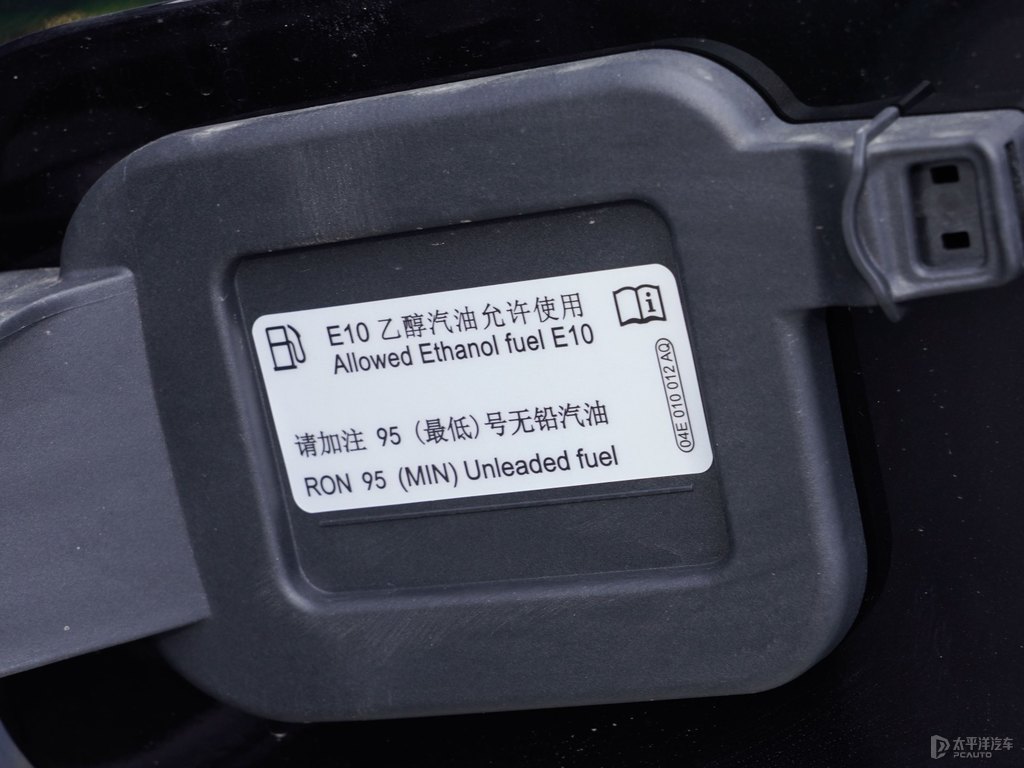 E10 乙醇汽油允许使用
Allowed Ethanol fuel E10
请加注 95 (最低)号无铅汽油
RON 95 (MIN) Unleaded fuel
04E 010 012 AQ
太平洋汽车
PCAUTO